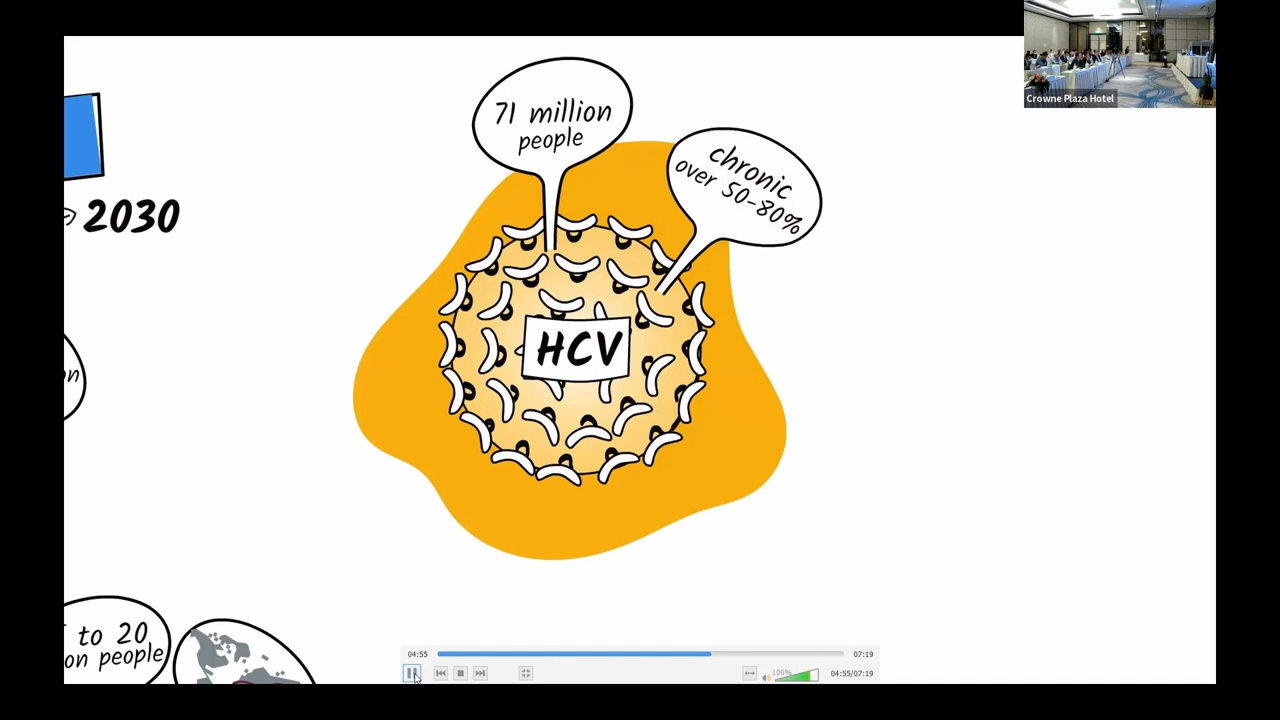 Crowne Plaza Hotel
71 million
people
chronic
over 50-80%
2030
HCV
to 20
people
04:55
07:19
100%
04:55/07:19